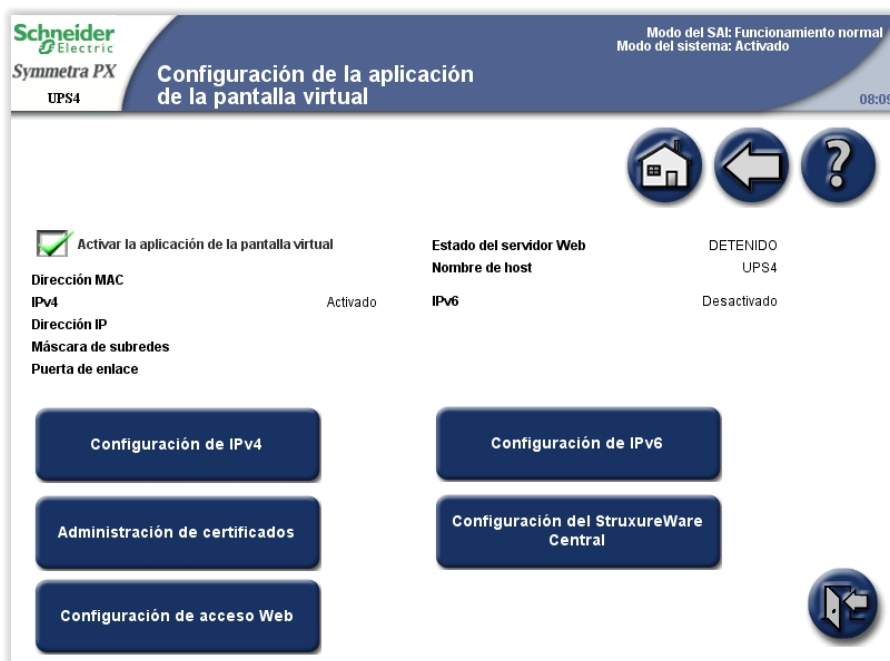 Schneider
Electric
Symmetra PX
UPS4
Configuración de la aplicación
de la pantalla virtual
Modo del SAI: Funcionamiento normal
Modo del sistema: Activado
08:09
?
Activar la aplicación de la pantalla virtual
Estado del servidor Web DETENIDO
Nombre de host UPS4
Dirección MAC
IPv4 Activado
IPv6 Desactivado
Dirección IP
Máscara de subredes
Puerta de enlace
Configuración de IPv4
Configuración de IPv6
Administración de certificados
Configuración del StruxureWare
Central
Configuración de acceso Web